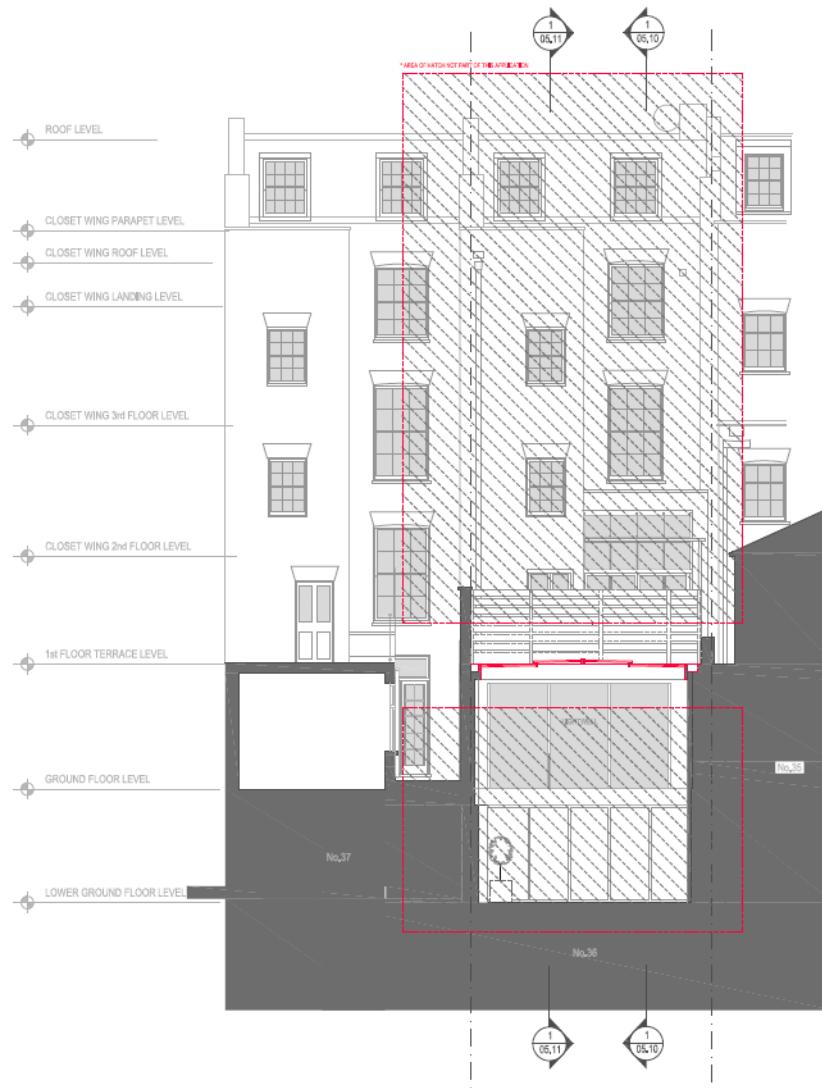 1
05.11
1
05.10
* AREA OF HATCH NOT PART OF THIS APPLICATION
ROOF LEVEL
CLOSET WING PARAPET LEVEL
CLOSET WING ROOF LEVEL
CLOSET WING LANDING LEVEL
CLOSET WING 3rd FLOOR LEVEL
CLOSET WING 2nd FLOOR LEVEL
1st FLOOR TERRACE LEVEL
LIGHTWELL
No.35
GROUND FLOOR LEVEL
No.37
LOWER GROUND FLOOR LEVEL
No.36
1
05.11
1
05.10